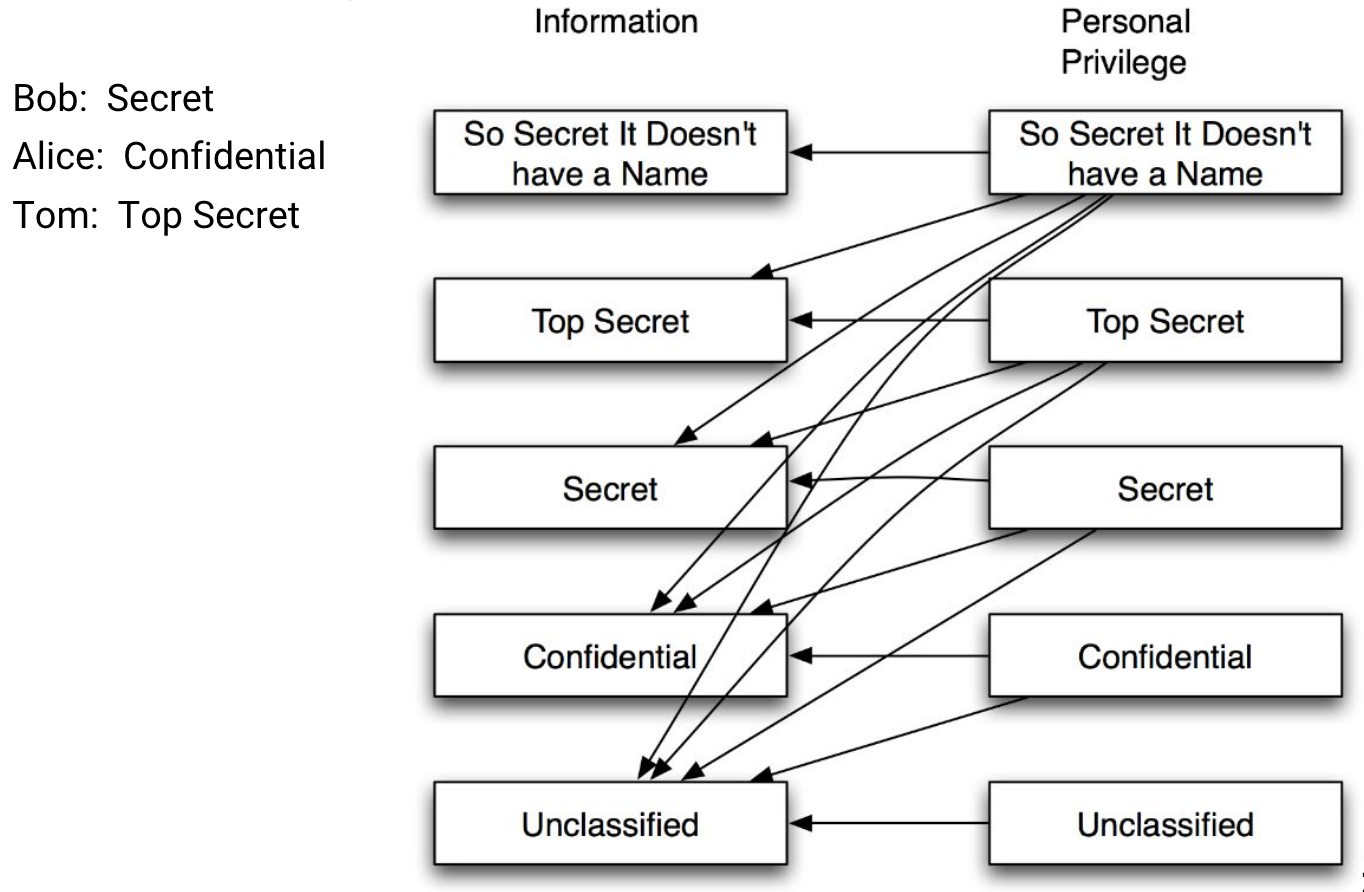 Information
Personal
Privilege
Bob: Secret
Alice: Confidential
Tom: Top Secret
So Secret It Doesn't
have a Name
So Secret It Doesn't
have a Name
Top Secret
Top Secret
Secret
Secret
Confidential
Confidential
Unclassified
Unclassified